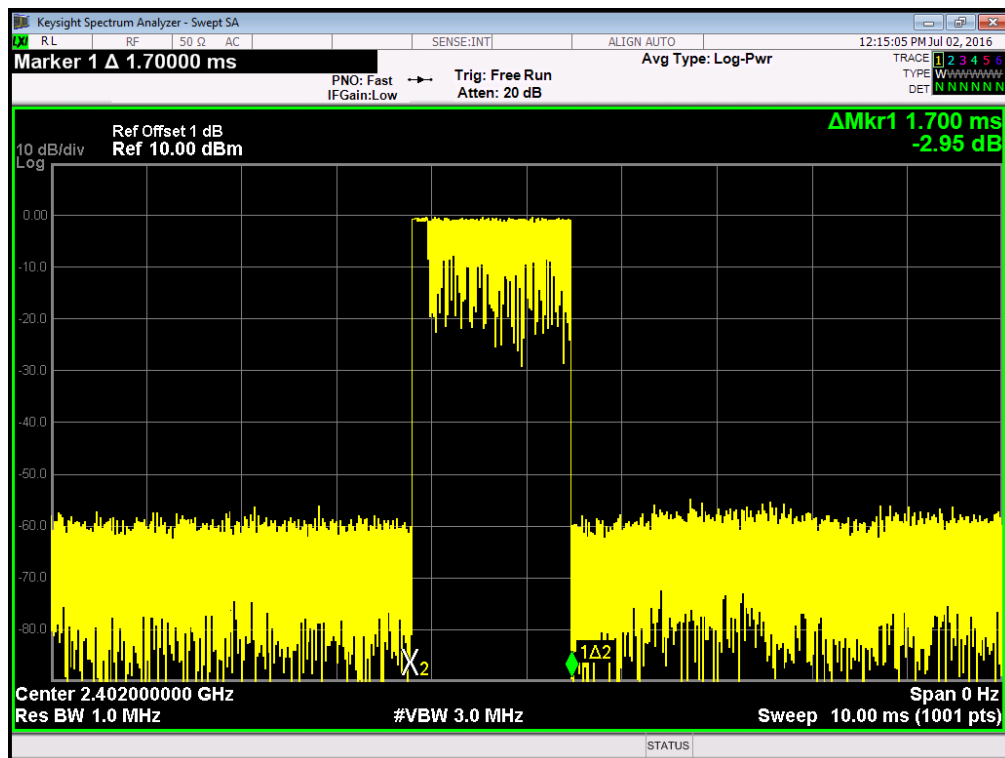 Keysight Spectrum Analyzer - Swept SA
LXI RL RF 50 Ω AC SENSE:INT ALIGN AUTO 12:15:05 PM Jul 02, 2016
Marker 1 Δ 1.70000 ms
PNO: Fast
IFGain:Low
Trig: Free Run
Atten: 20 dB
Avg Type: Log-Pwr
TRACE 1 2 3 4 5 6
TYPE WWWWWW
DET N N N N N N
ΔMkr1 1.700 ms
-2.95 dB
Ref Offset 1 dB
10 dB/div Ref 10.00 dBm
Log
0.00
-10.0
-20.0
-30.0
-40.0
-50.0
-60.0
-70.0
-80.0
X2
1Δ2
Center 2.402000000 GHz Span 0 Hz
Res BW 1.0 MHz #VBW 3.0 MHz Sweep 10.00 ms (1001 pts)
STATUS